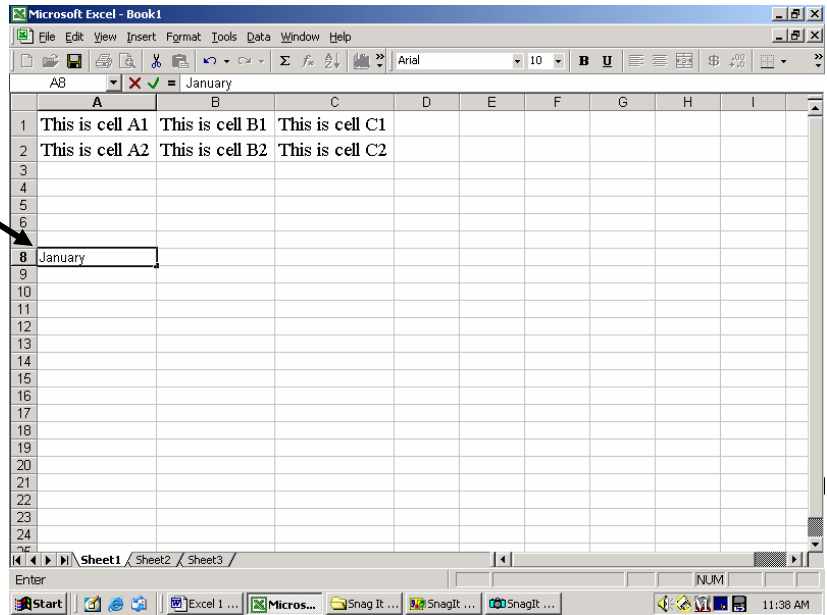 Microsoft Excel - Book1
File Edit View Insert Format Tools Data Window Help
Arial 10 B U $
A8 = January
A B C D E F G H I
1 This is cell A1 This is cell B1 This is cell C1
2 This is cell A2 This is cell B2 This is cell C2
3
4
5
6
8 January
9
10
11
12
13
14
15
16
17
18
19
20
21
22
23
24
25
Sheet1 Sheet2 Sheet3
Enter NUM
Start Excel 1 ... Micros... Snag It ... SnagIt ... SnagIt ... 11:38 AM